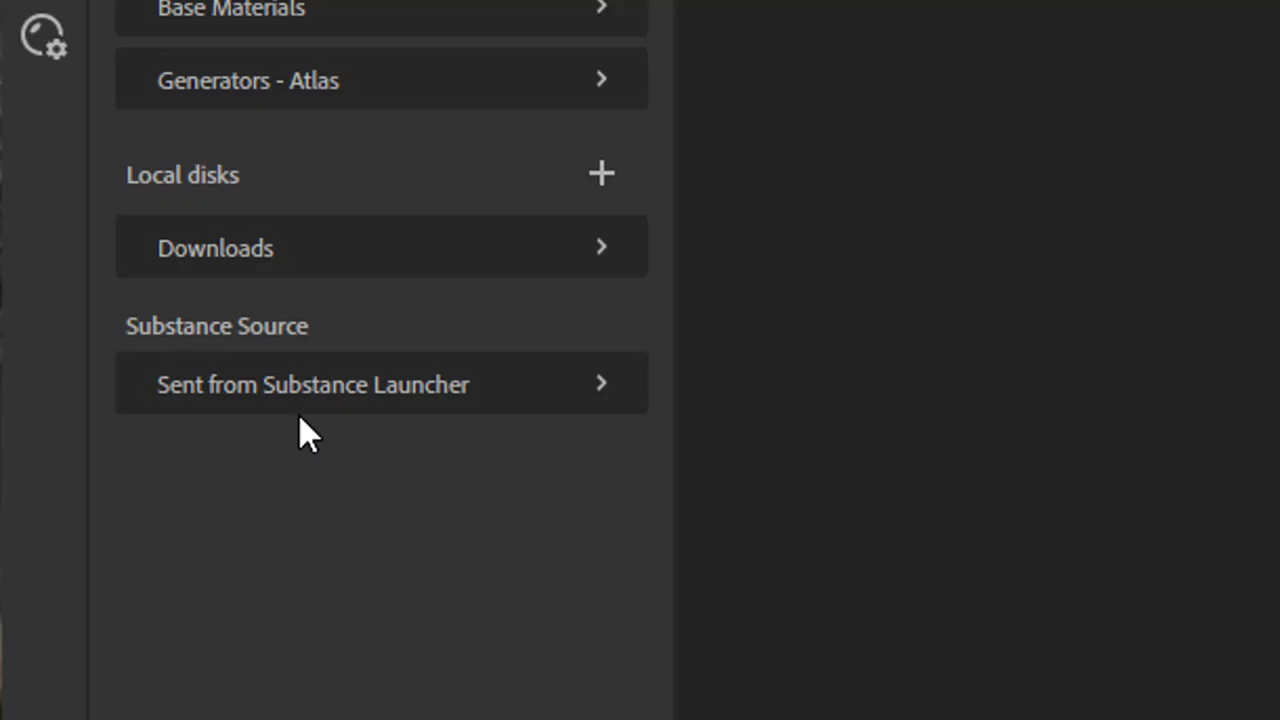 Base Materials
Generators - Atlas
Local disks
Downloads
Substance Source
Sent from Substance Launcher